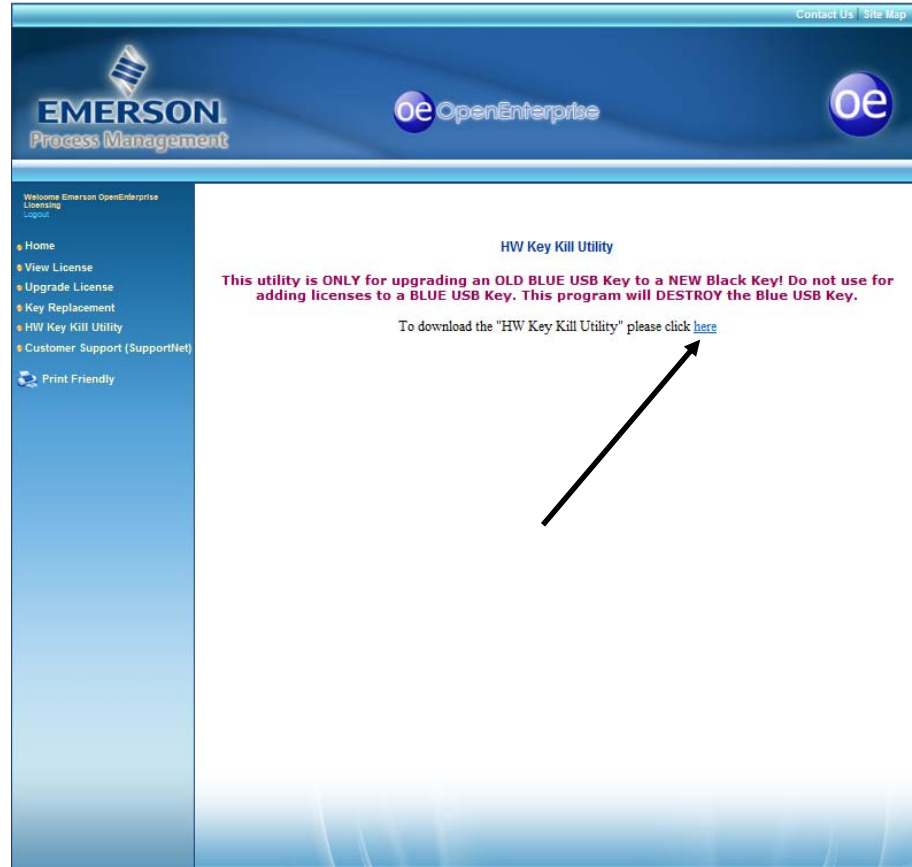 Contact Us | Site Map
EMERSON.
Process Management
oe OpenEnterprise
oe
Welcome Emerson OpenEnterprise
Licensing
Logout
Home
View License
Upgrade License
Key Replacement
HW Key Kill Utility
Customer Support (SupportNet)
Print Friendly
HW Key Kill Utility
This utility is ONLY for upgrading an OLD BLUE USB Key to a NEW Black Key! Do not use for
adding licenses to a BLUE USB Key. This program will DESTROY the Blue USB Key.
To download the "HW Key Kill Utility" please click here